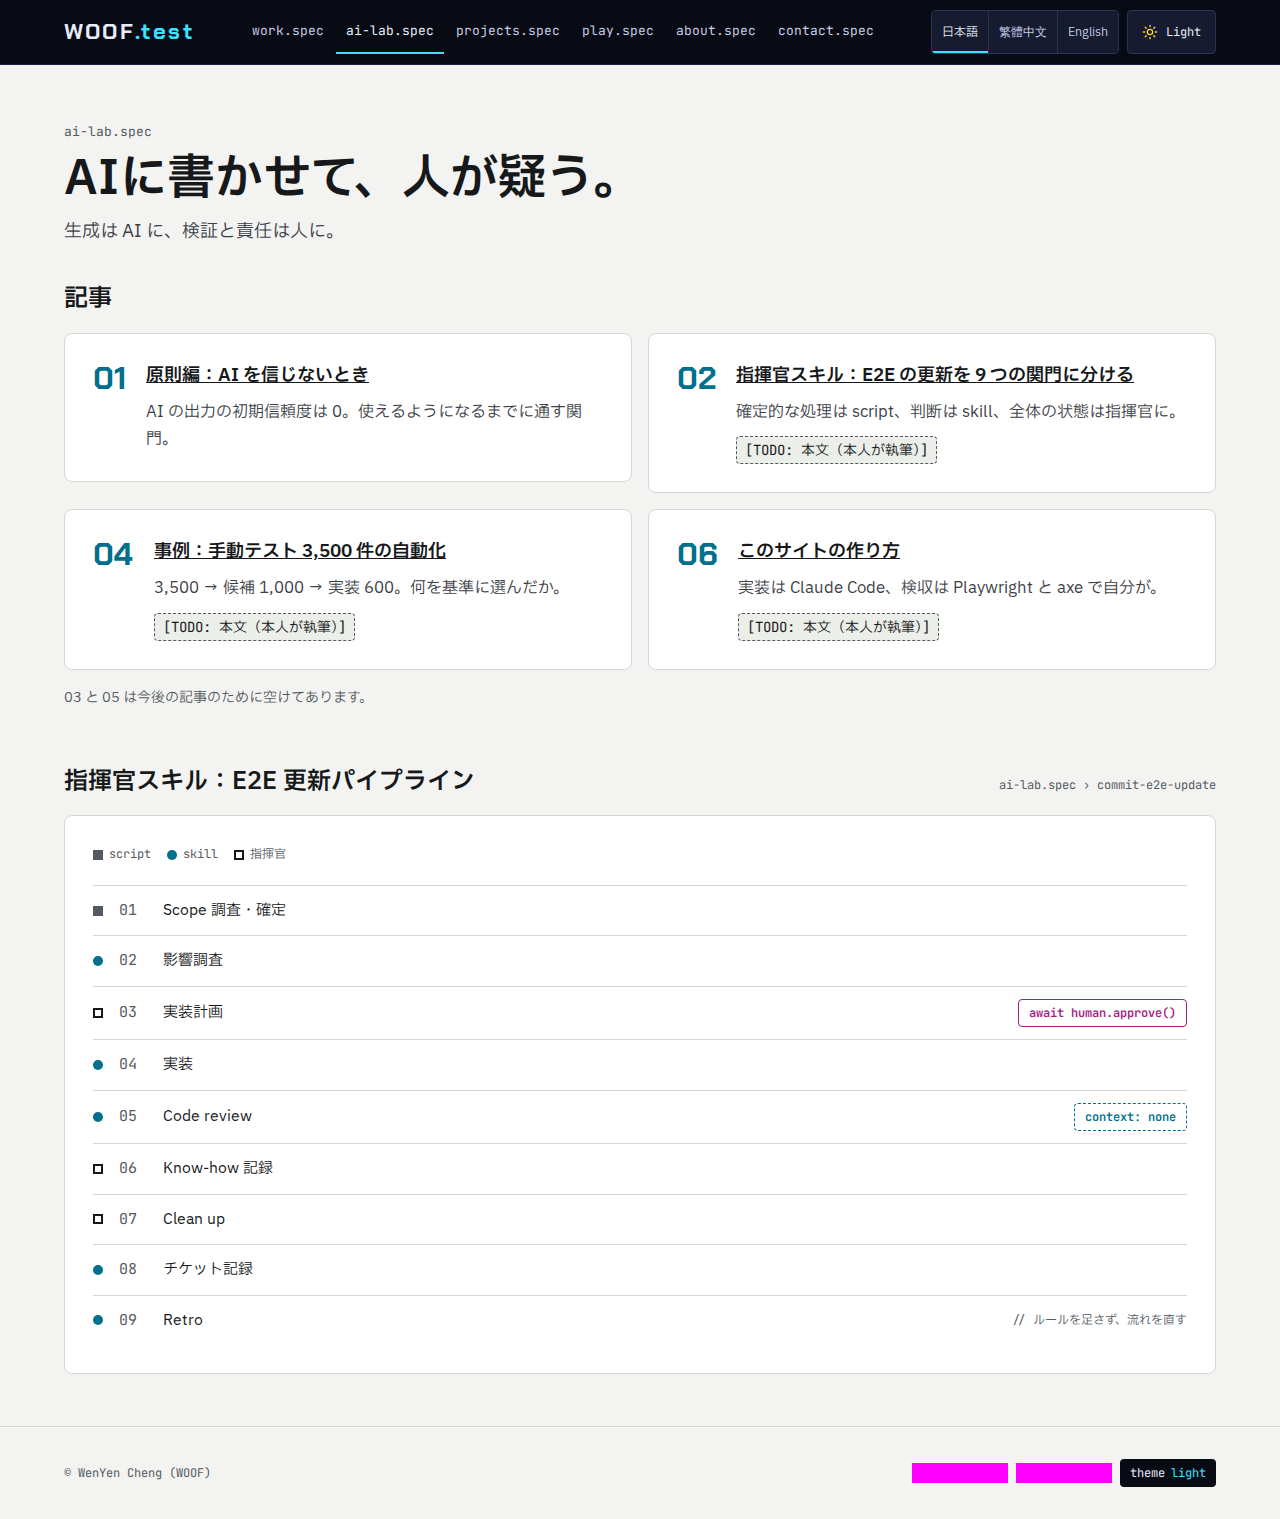 WOOF.test
work.spec
ai-lab.spec
projects.spec
play.spec
about.spec
contact.spec
日本語
繁體中文
English
Light
ai-lab.spec
AIに書かせて、人が疑う。
生成は AI に、検証と責任は人に。
記事
01
原則編：AI を信じないとき
AI の出力の初期信頼度は 0。使えるようになるまでに通す関
門。
02
指揮官スキル：E2E の更新を 9 つの関門に分ける
確定的な処理は script、判断は skill、全体の状態は指揮官に。
[TODO: 本文（本人が執筆）]
04
事例：手動テスト 3,500 件の自動化
3,500 → 候補 1,000 → 実装 600。何を基準に選んだか。
[TODO: 本文（本人が執筆）]
06
このサイトの作り方
実装は Claude Code、検収は Playwright と axe で自分が。
[TODO: 本文（本人が執筆）]
03 と 05 は今後の記事のために空けてあります。
指揮官スキル：E2E 更新パイプライン
ai-lab.spec › commit-e2e-update
script
skill
指揮官
01 Scope 調査・確定
02 影響調査
03 実装計画
await human.approve()
04 実装
05 Code review
context: none
06 Know-how 記録
07 Clean up
08 チケット記録
09 Retro
// ルールを足さず、流れを直す
© WenYen Cheng (WOOF)
theme light